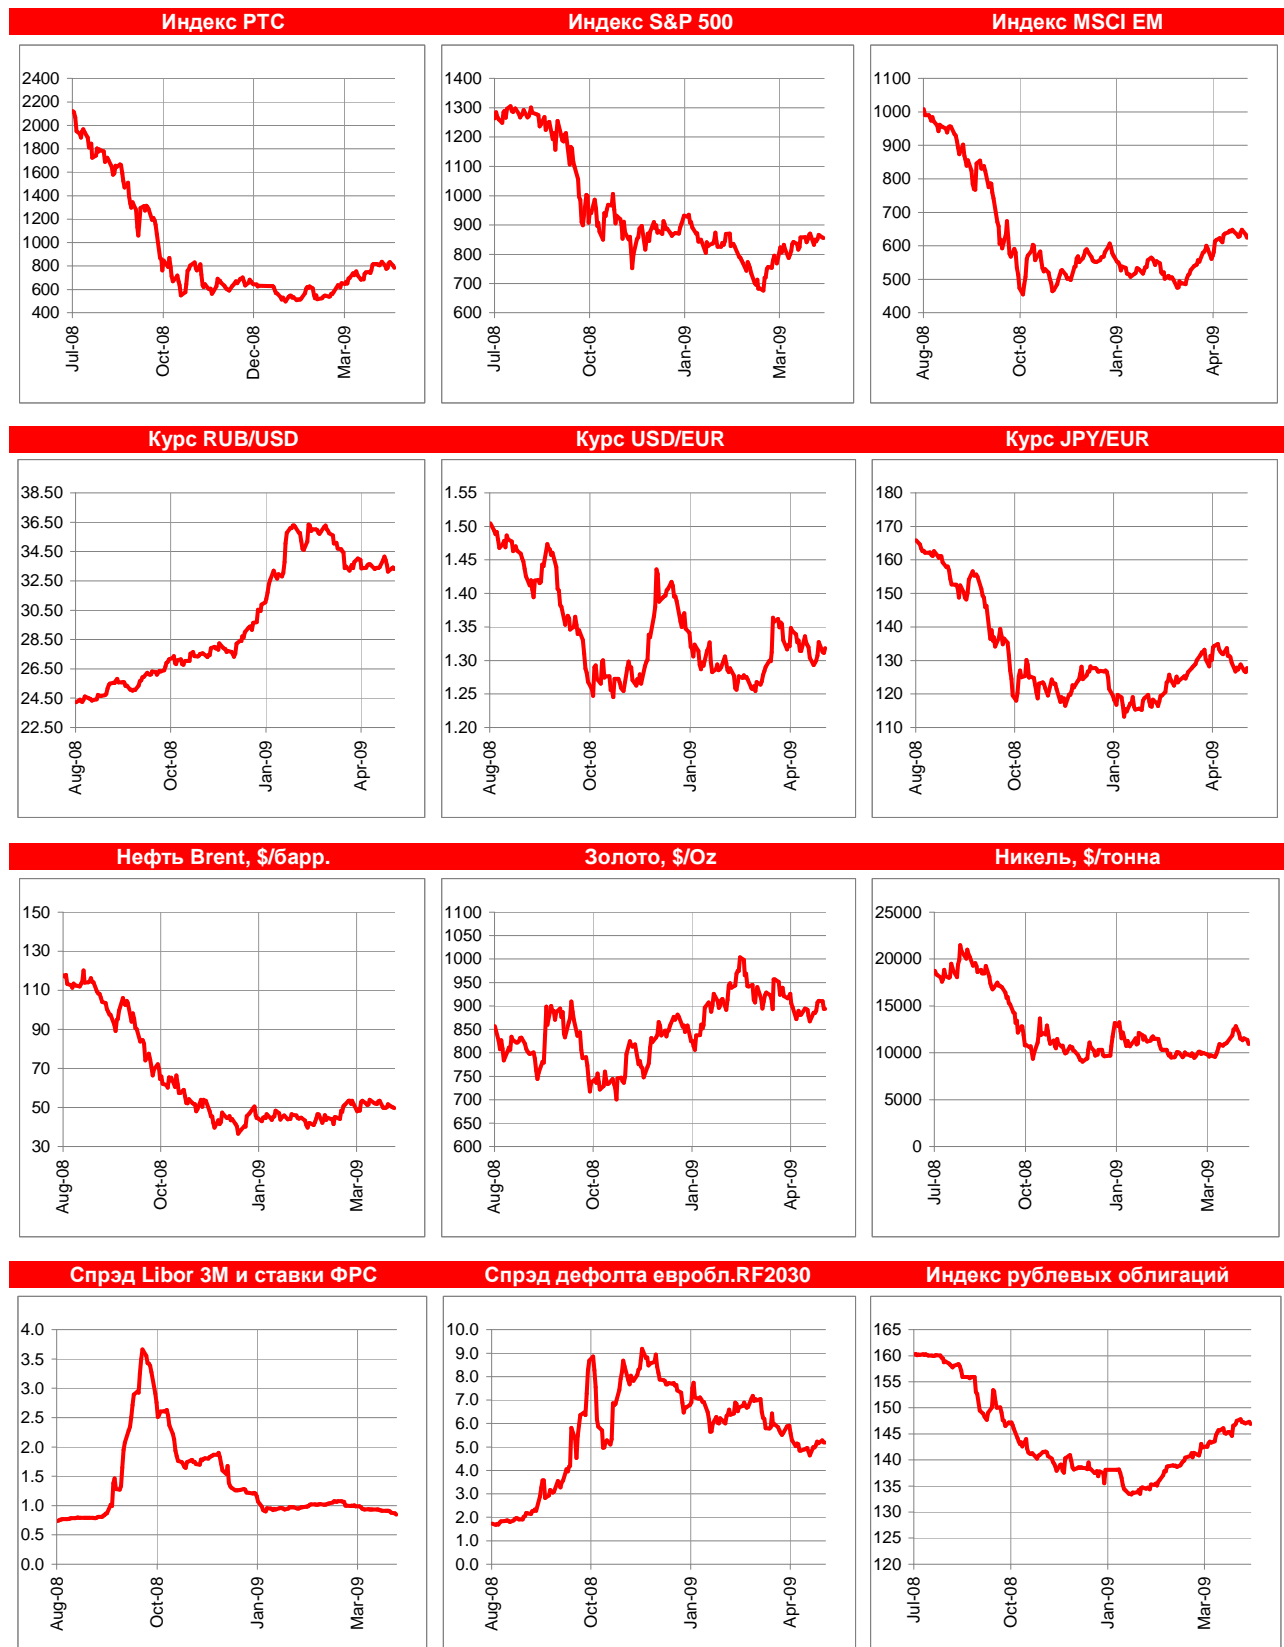 Индекс РТС
Индекс S&P 500
Индекс MSCI EM
2400
2200
2000
1800
1600
1400
1200
1000
800
600
400
Jul-08
Oct-08
Dec-08
Mar-09
1400
1300
1200
1100
1000
900
800
700
600
Jul-08
Oct-08
Jan-09
Mar-09
1100
1000
900
800
700
600
500
400
Aug-08
Oct-08
Jan-09
Apr-09
Курс RUB/USD
Курс USD/EUR
Курс JPY/EUR
38.50
36.50
34.50
32.50
30.50
28.50
26.50
24.50
22.50
Aug-08
Oct-08
Jan-09
Apr-09
1.55
1.50
1.45
1.40
1.35
1.30
1.25
1.20
Aug-08
Oct-08
Jan-09
Apr-09
180
170
160
150
140
130
120
110
Aug-08
Oct-08
Jan-09
Apr-09
Нефть Brent, $/барр.
Золото, $/Oz
Никель, $/тонна
150
130
110
90
70
50
30
Aug-08
Oct-08
Jan-09
Mar-09
1100
1050
1000
950
900
850
800
750
700
650
600
Aug-08
Oct-08
Jan-09
Apr-09
25000
20000
15000
10000
5000
0
Jul-08
Oct-08
Jan-09
Mar-09
Спрэд Libor 3M и ставки ФРС
Спрэд дефолта евробл.RF2030
Индекс рублевых облигаций
4.0
3.5
3.0
2.5
2.0
1.5
1.0
0.5
0.0
Aug-08
Oct-08
Jan-09
Mar-09
10.0
9.0
8.0
7.0
6.0
5.0
4.0
3.0
2.0
1.0
0.0
Aug-08
Oct-08
Jan-09
Apr-09
165
160
155
150
145
140
135
130
125
120
Jul-08
Oct-08
Jan-09
Mar-09